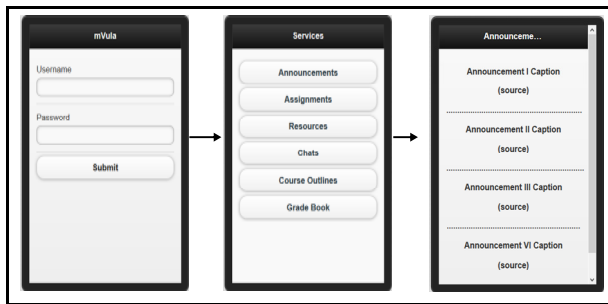 mVula
Username
Password
Submit
Services
Announcements
Assignments
Resources
Chats
Course Outlines
Grade Book
Announceme...
Announcement I Caption
(source)
Announcement II Caption
(source)
Announcement III Caption
(source)
Announcement VI Caption
(source)